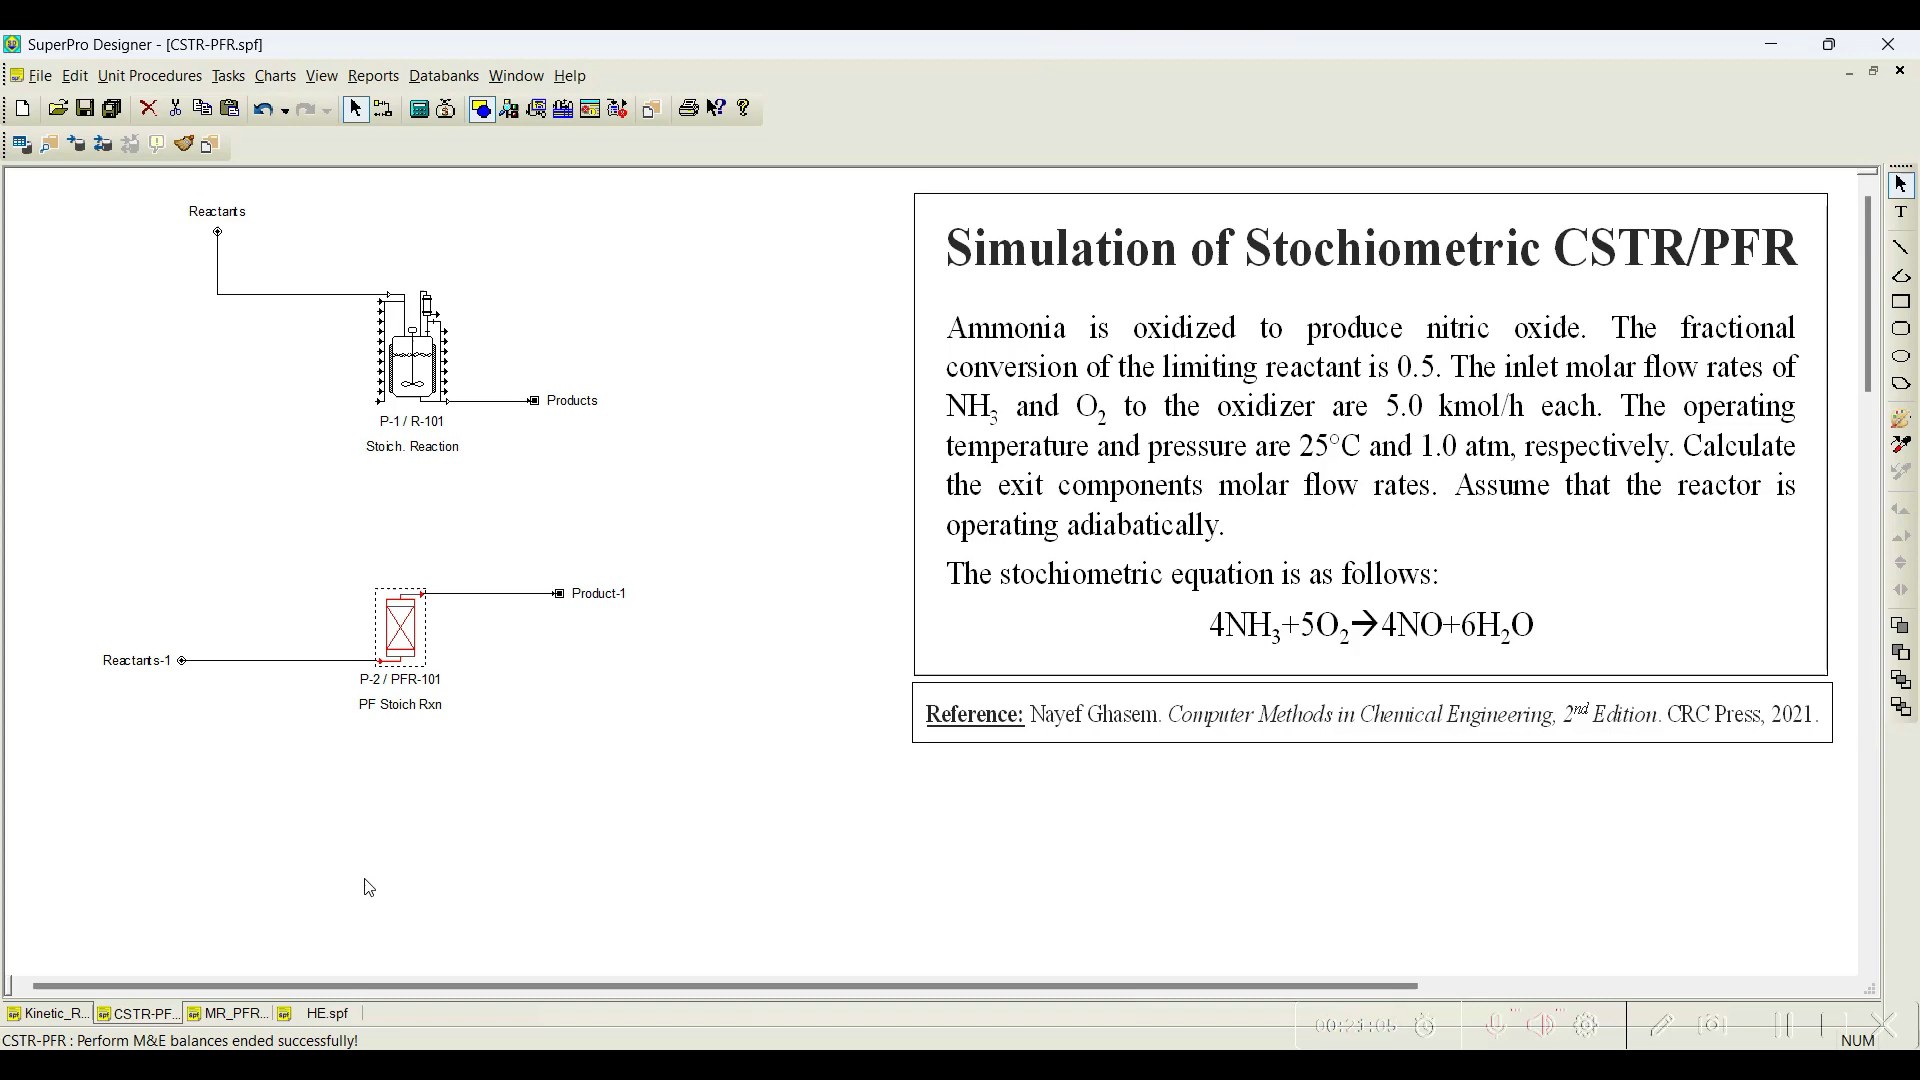 SuperPro Designer - [CSTR-PFR.spf]
File Edit Unit Procedures Tasks Charts View Reports Databanks Window Help
Reactants
Products
P-1 / R-101
Stoich. Reaction
Product-1
Reactants-1
P-2 / PFR-101
PF Stoich Rxn
Simulation of Stochiometric CSTR/PFR
Ammonia is oxidized to produce nitric oxide. The fractional
conversion of the limiting reactant is 0.5. The inlet molar flow rates of
NH3 and O2 to the oxidizer are 5.0 kmol/h each. The operating
temperature and pressure are 25°C and 1.0 atm, respectively. Calculate
the exit components molar flow rates. Assume that the reactor is
operating adiabatically.
The stochiometric equation is as follows:
4NH3+5O2→4NO+6H2O
Reference: Nayef Ghasem. Computer Methods in Chemical Engineering, 2nd Edition. CRC Press, 2021.
T
Kinetic_R... CSTR-PF... MR_PFR... HE.spf
00:21:05
CSTR-PFR : Perform M&E balances ended successfully!
NUM